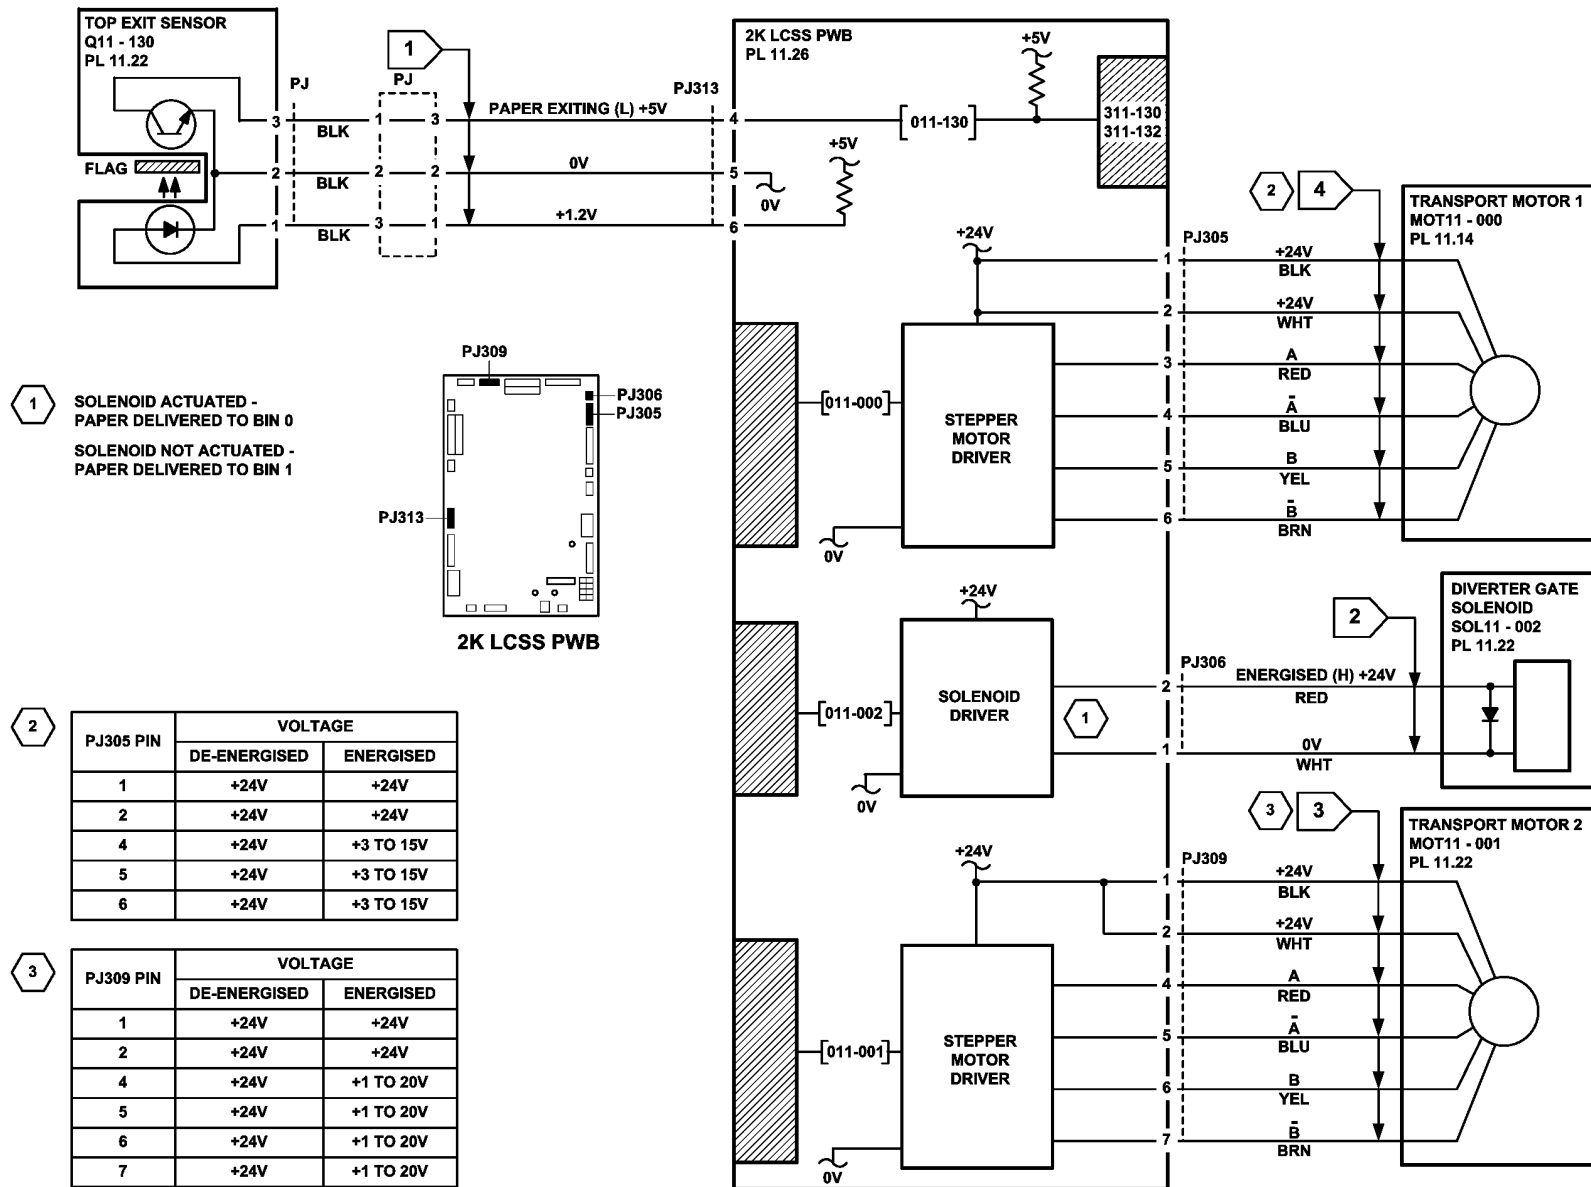 TOP EXIT SENSOR
Q11 - 130
PL 11.22
FLAG
3
2
1
PJ
BLK
BLK
BLK
PJ
1 3
2 2
3 1
1
PAPER EXITING (L) +5V
0V
+1.2V
PJ313
4
5
6
2K LCSS PWB
PL 11.26
[011-130]
+5V
311-130
311-132
+5V
0V
1
SOLENOID ACTUATED -
PAPER DELIVERED TO BIN 0
SOLENOID NOT ACTUATED -
PAPER DELIVERED TO BIN 1
PJ309
PJ306
PJ305
PJ313
2K LCSS PWB
[011-000]
+24V
STEPPER
MOTOR
DRIVER
0V
PJ305
2
4
1 +24V
BLK
2 +24V
WHT
3 A
RED
4 Ā
BLU
5 B
YEL
6 B̄
BRN
TRANSPORT MOTOR 1
MOT11 - 000
PL 11.14
[011-002]
+24V
SOLENOID
DRIVER
0V
1
PJ306
2
2 ENERGISED (H) +24V
RED
1 0V
WHT
DIVERTER GATE
SOLENOID
SOL11 - 002
PL 11.22
[011-001]
+24V
STEPPER
MOTOR
DRIVER
0V
PJ309
3
3
1 +24V
BLK
2 +24V
WHT
4 A
RED
5 Ā
BLU
6 B
YEL
7 B̄
BRN
TRANSPORT MOTOR 2
MOT11 - 001
PL 11.22
2
PJ305 PIN VOLTAGE
DE-ENERGISED ENERGISED
1 +24V +24V
2 +24V +24V
4 +24V +3 TO 15V
5 +24V +3 TO 15V
6 +24V +3 TO 15V
3
PJ309 PIN VOLTAGE
DE-ENERGISED ENERGISED
1 +24V +24V
2 +24V +24V
4 +24V +1 TO 20V
5 +24V +1 TO 20V
6 +24V +1 TO 20V
7 +24V +1 TO 20V